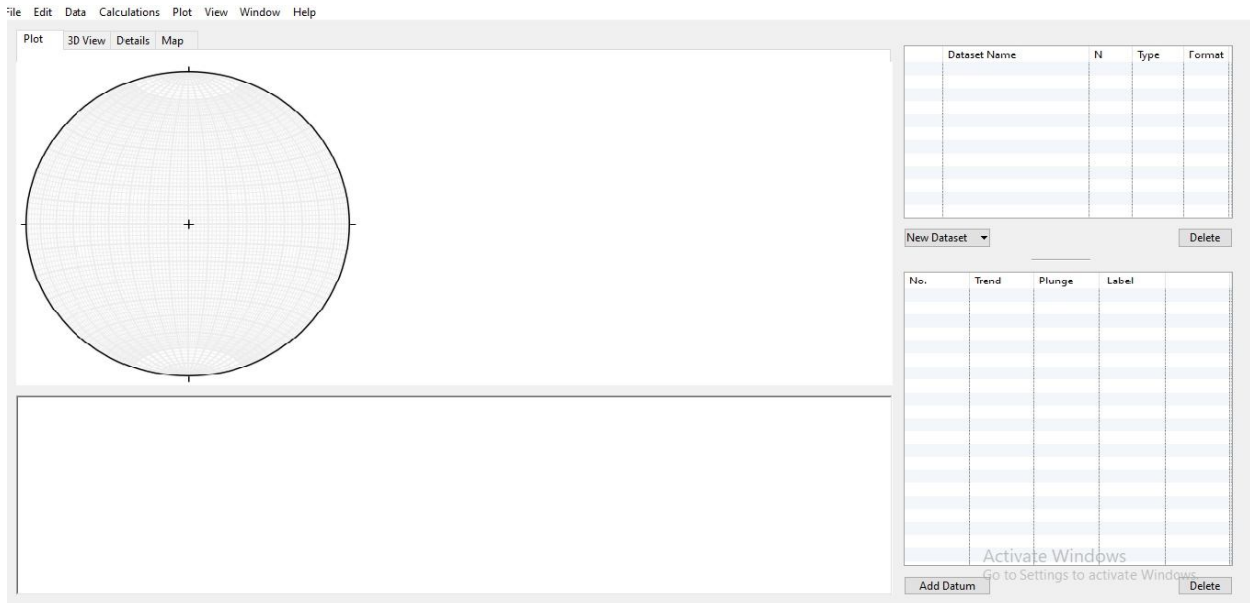 File Edit Data Calculations Plot View Window Help
Plot 3D View Details Map
Dataset Name N Type Format
New Dataset Delete
No. Trend Plunge Label
Activate Windows
Go to Settings to activate Windows.
Add Datum Delete